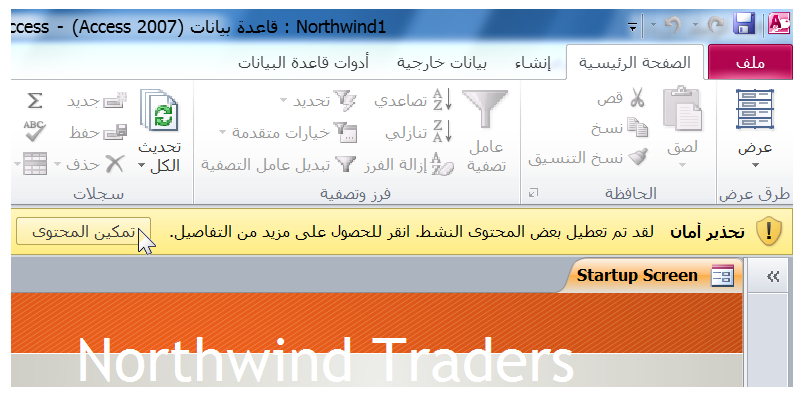 Northwind1 : قاعدة بيانات (Access 2007) - ccess
ملف
الصفحة الرئيسية
إنشاء
بيانات خارجية
أدوات قاعدة البيانات
عرض
طرق عرض
لصق
قص
نسخ
نسخ التنسيق
الحافظة
عامل تصفية
تصاعدي
تنازلي
إزالة الفرز
تحديد
خيارات متقدمة
تبديل عامل التصفية
فرز وتصفية
تحديث الكل
جديد
حفظ
حذف
ABC
سجلات
تحذير أمان لقد تم تعطيل بعض المحتوى النشط. انقر للحصول على مزيد من التفاصيل.
تمكين المحتوى
Startup Screen
Northwind Traders